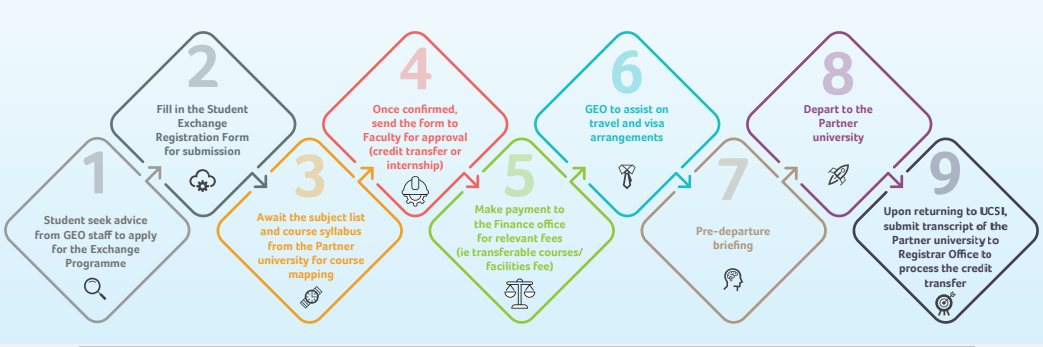 1
Student seek advice
from GEO staff to apply
for the Exchange
Programme
2
Fill in the Student
Exchange
Registration Form
for submission
3
Await the subject list
and course syllabus
from the Partner
university for course
mapping
4
Once confirmed,
send the form to
Faculty for approval
(credit transfer or
internship)
5
Make payment to
the Finance office
for relevant fees
(ie transferable courses/
facilities fee)
6
GEO to assist on
travel and visa
arrangements
7
Pre-departure
briefing
8
Depart to the
Partner
university
9
Upon returning to UCSI,
submit transcript of the
Partner university to
Registrar Office to
process the credit
transfer